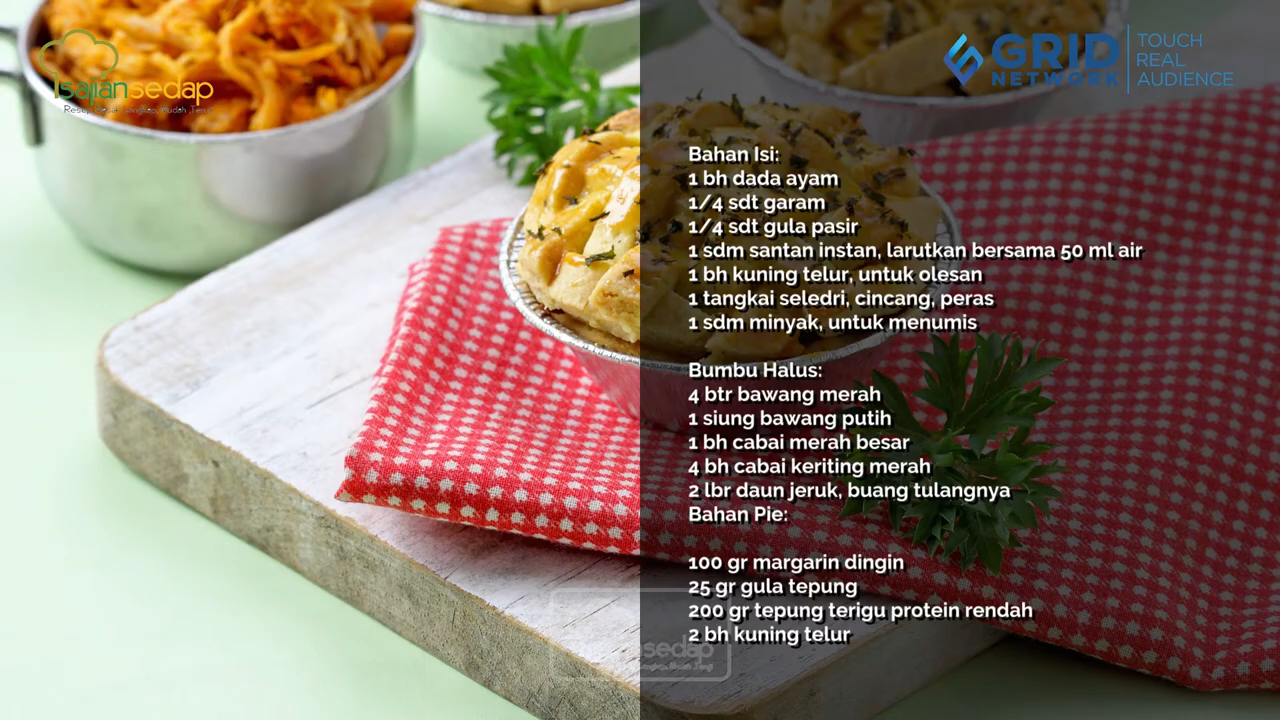 Isajiansedap
GRID
NETWORK
TOUCH
REAL
AUDIENCE
Bahan Isi:
1 bh dada ayam
1/4 sdt garam
1/4 sdt gula pasir
1 sdm santan instan, larutkan bersama 50 ml air
1 bh kuning telur, untuk olesan
1 tangkai seledri, cincang, peras
1 sdm minyak, untuk menumis
Bumbu Halus:
4 btr bawang merah
1 siung bawang putih
1 bh cabai merah besar
4 bh cabai keriting merah
2 lbr daun jeruk, buang tulangnya
Bahan Pie:
100 gr margarin dingin
25 gr gula tepung
200 gr tepung terigu protein rendah
2 bh kuning telur
sedap